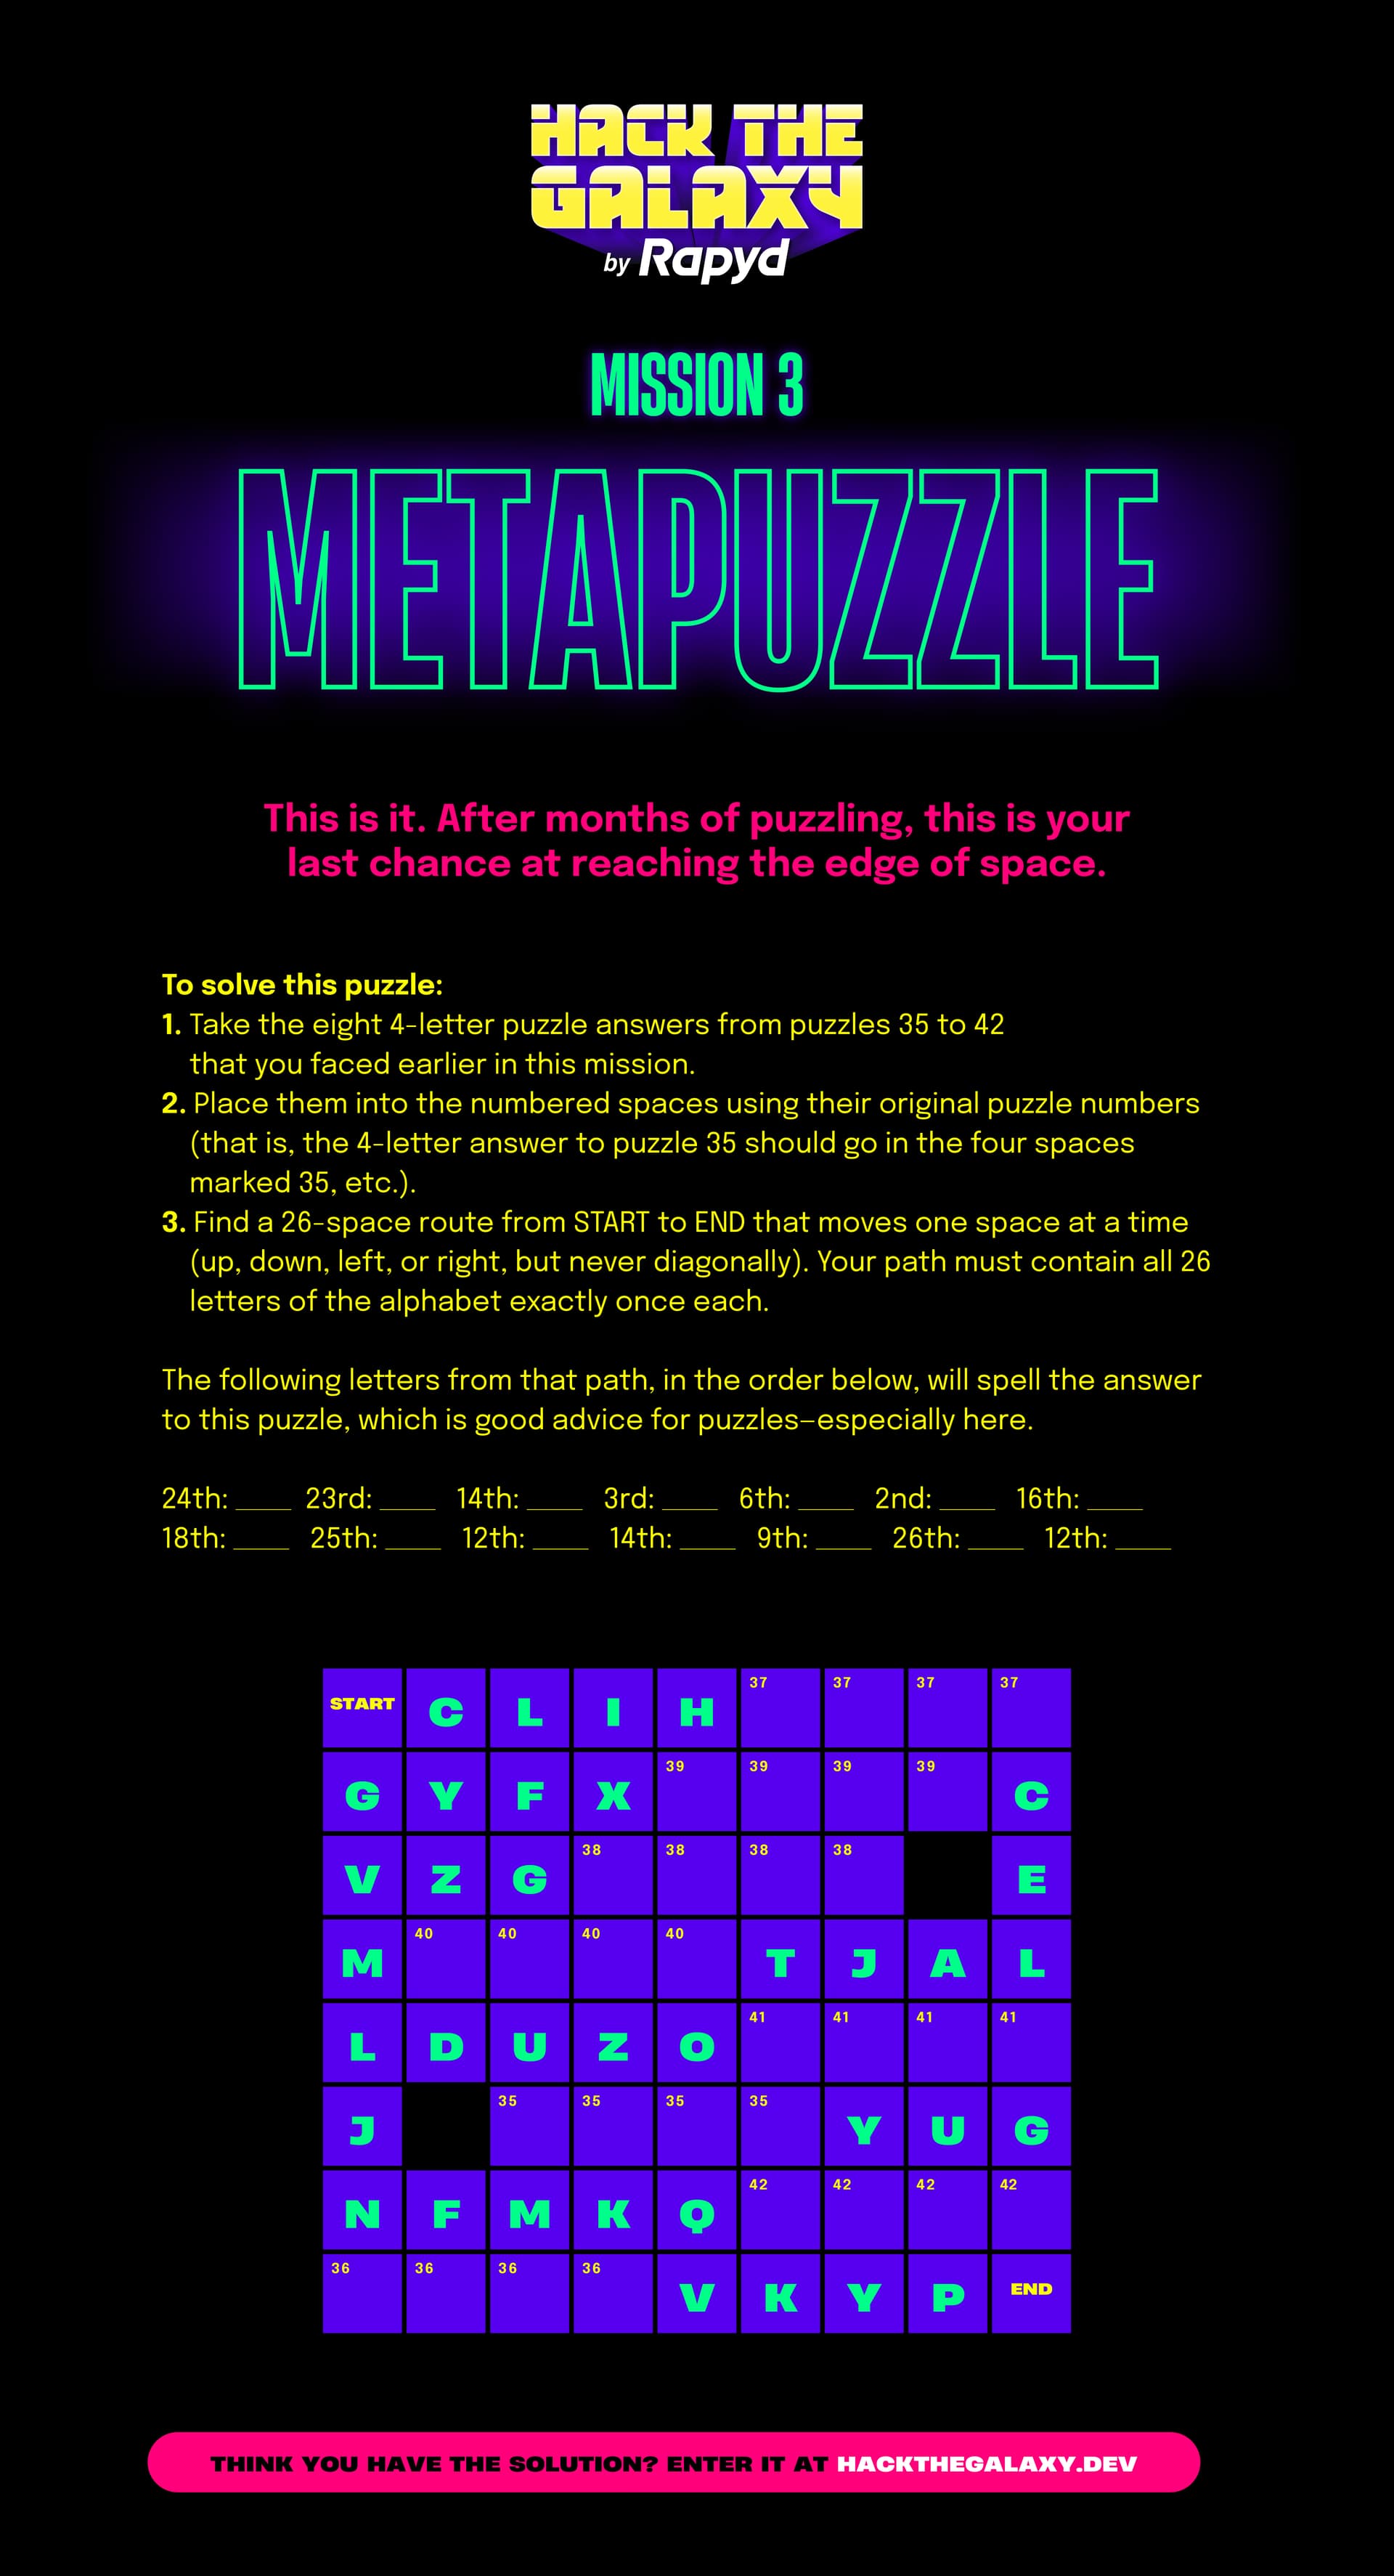 HACK THE
GALAXY
by Rapyd
MISSION 3
METAPUZZLE
This is it. After months of puzzling, this is your
last chance at reaching the edge of space.
To solve this puzzle:
1. Take the eight 4-letter puzzle answers from puzzles 35 to 42
that you faced earlier in this mission.
2. Place them into the numbered spaces using their original puzzle numbers
(that is, the 4-letter answer to puzzle 35 should go in the four spaces
marked 35, etc.).
3. Find a 26-space route from START to END that moves one space at a time
(up, down, left, or right, but never diagonally). Your path must contain all 26
letters of the alphabet exactly once each.
The following letters from that path, in the order below, will spell the answer
to this puzzle, which is good advice for puzzles—especially here.
24th: ____ 23rd: ____ 14th: ____ 3rd: ____ 6th: ____ 2nd: ____ 16th: ____
18th: ____ 25th: ____ 12th: ____ 14th: ____ 9th: ____ 26th: ____ 12th: ____
START C L I H 37 37 37 37
G Y F X 39 39 39 39 C
V Z G 38 38 38 38 E
M 40 40 40 40 T J A L
L D U Z O 41 41 41 41
J 35 35 35 35 Y U G
N F M K Q 42 42 42 42
36 36 36 36 V K Y P END
THINK YOU HAVE THE SOLUTION? ENTER IT AT HACKTHEGALAXY.DEV